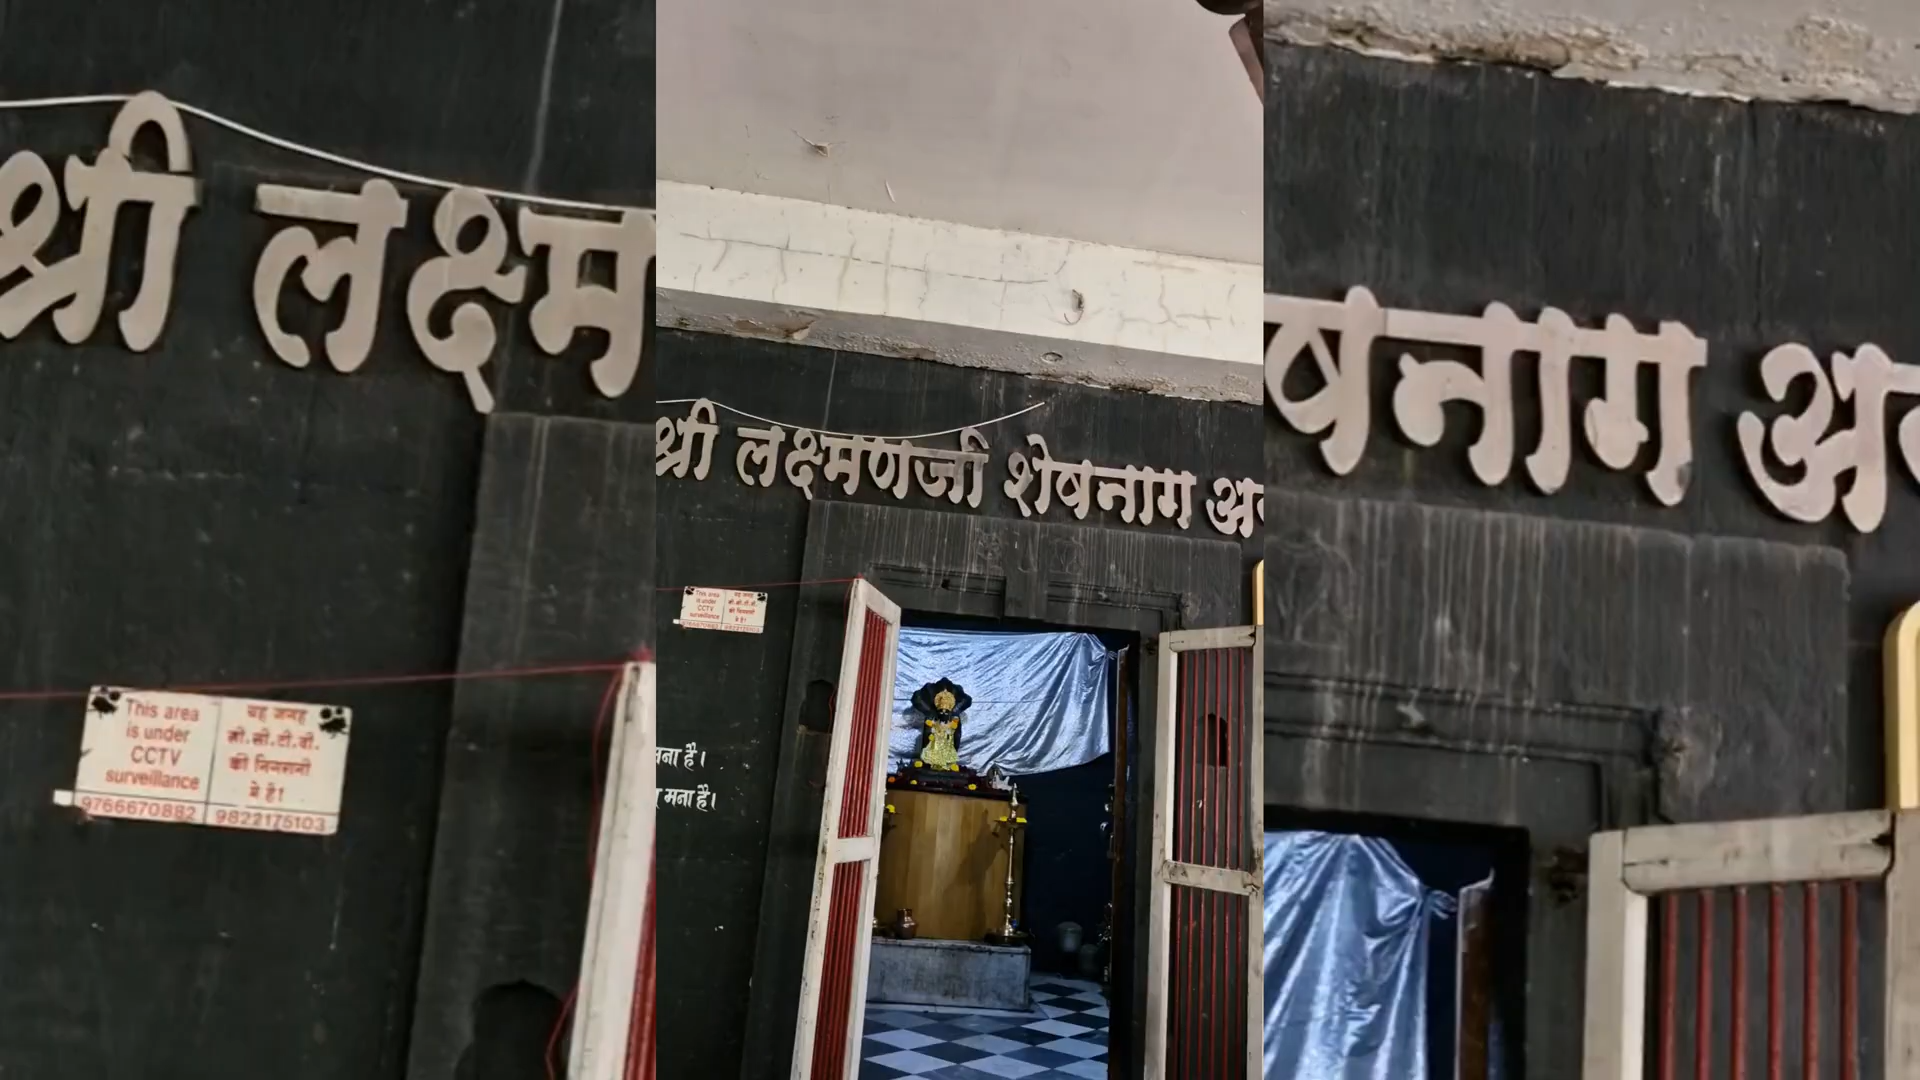 श्री लक्ष्मणजी शेषनाग
This area
is under
CCTV
surveillance
9766670882
यह जगह
सी.सी.टी.वी.
की निगरानी
मे है।
9822175103
मना है।
मना है।